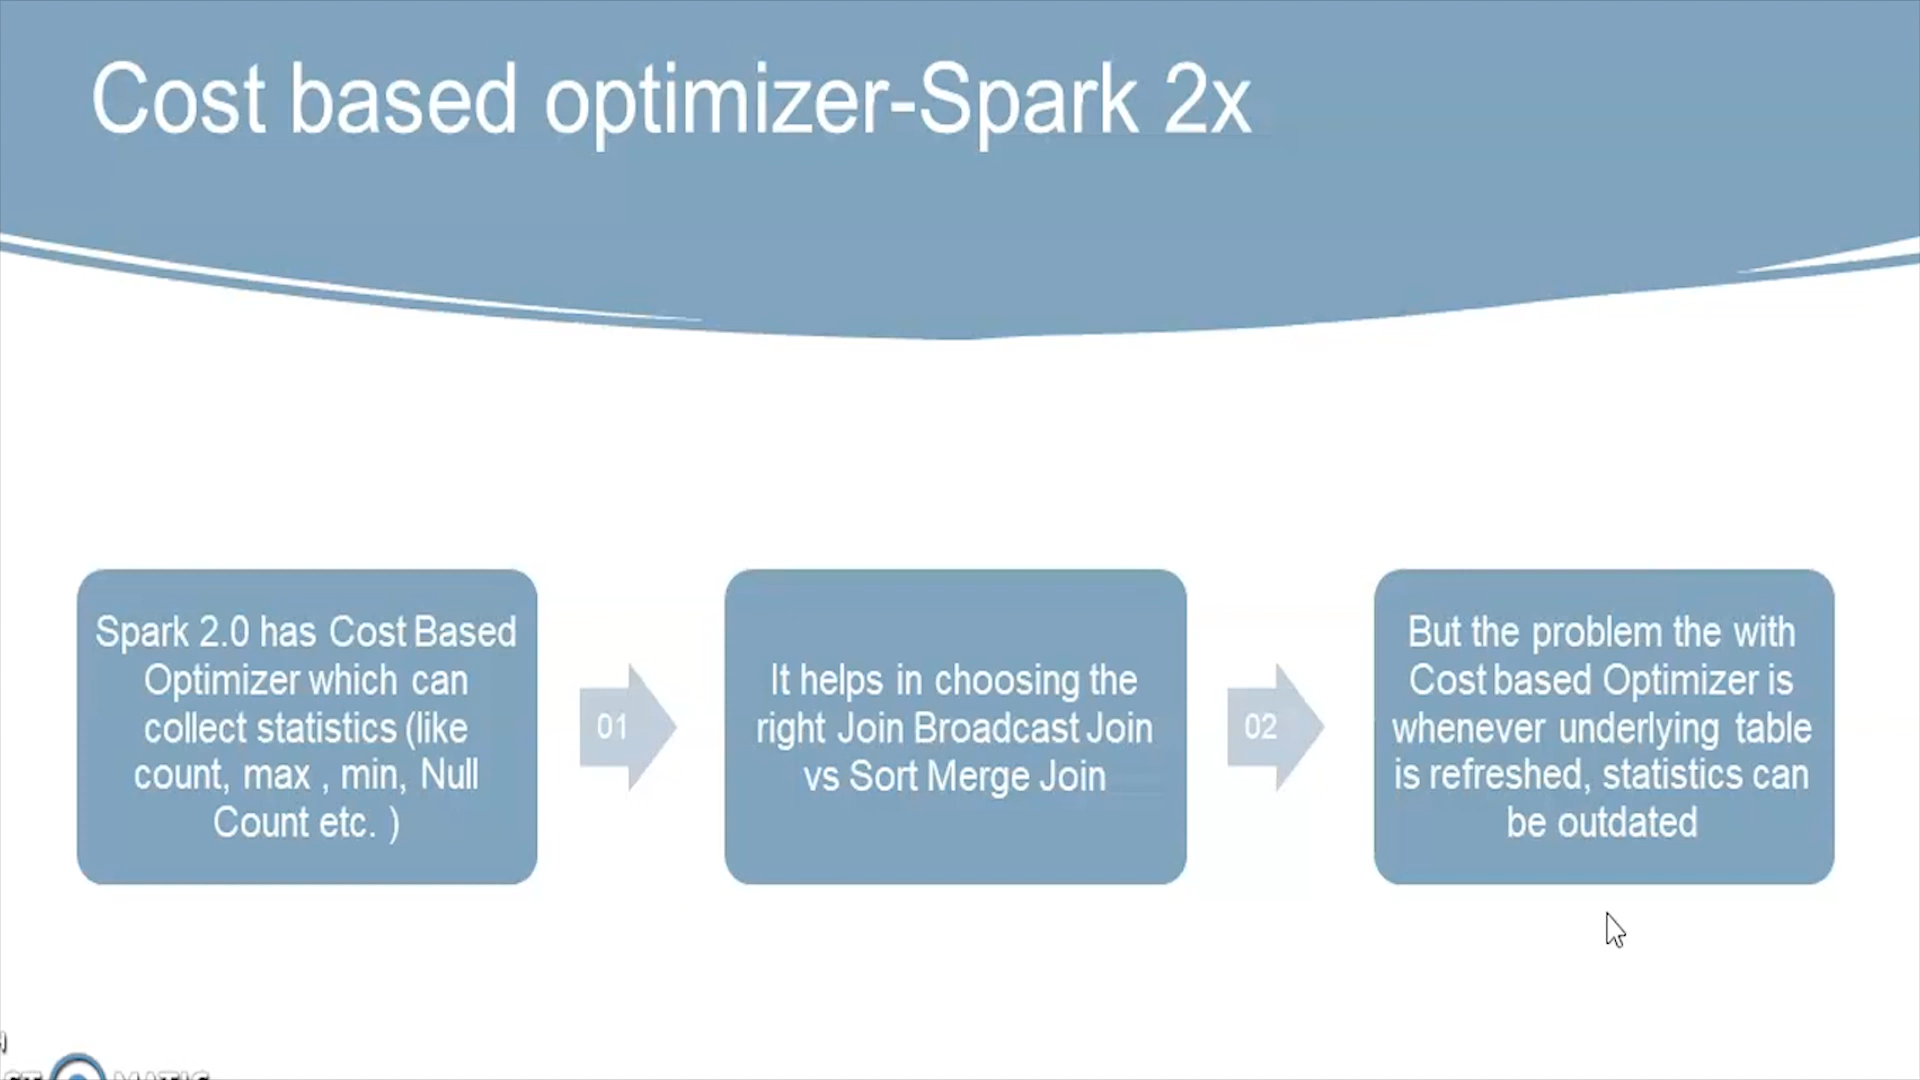 Cost based optimizer-Spark 2x
Spark 2.0 has Cost Based
Optimizer which can
collect statistics (like
count, max , min, Null
Count etc. )
01
It helps in choosing the
right Join Broadcast Join
vs Sort Merge Join
02
But the problem the with
Cost based Optimizer is
whenever underlying table
is refreshed, statistics can
be outdated